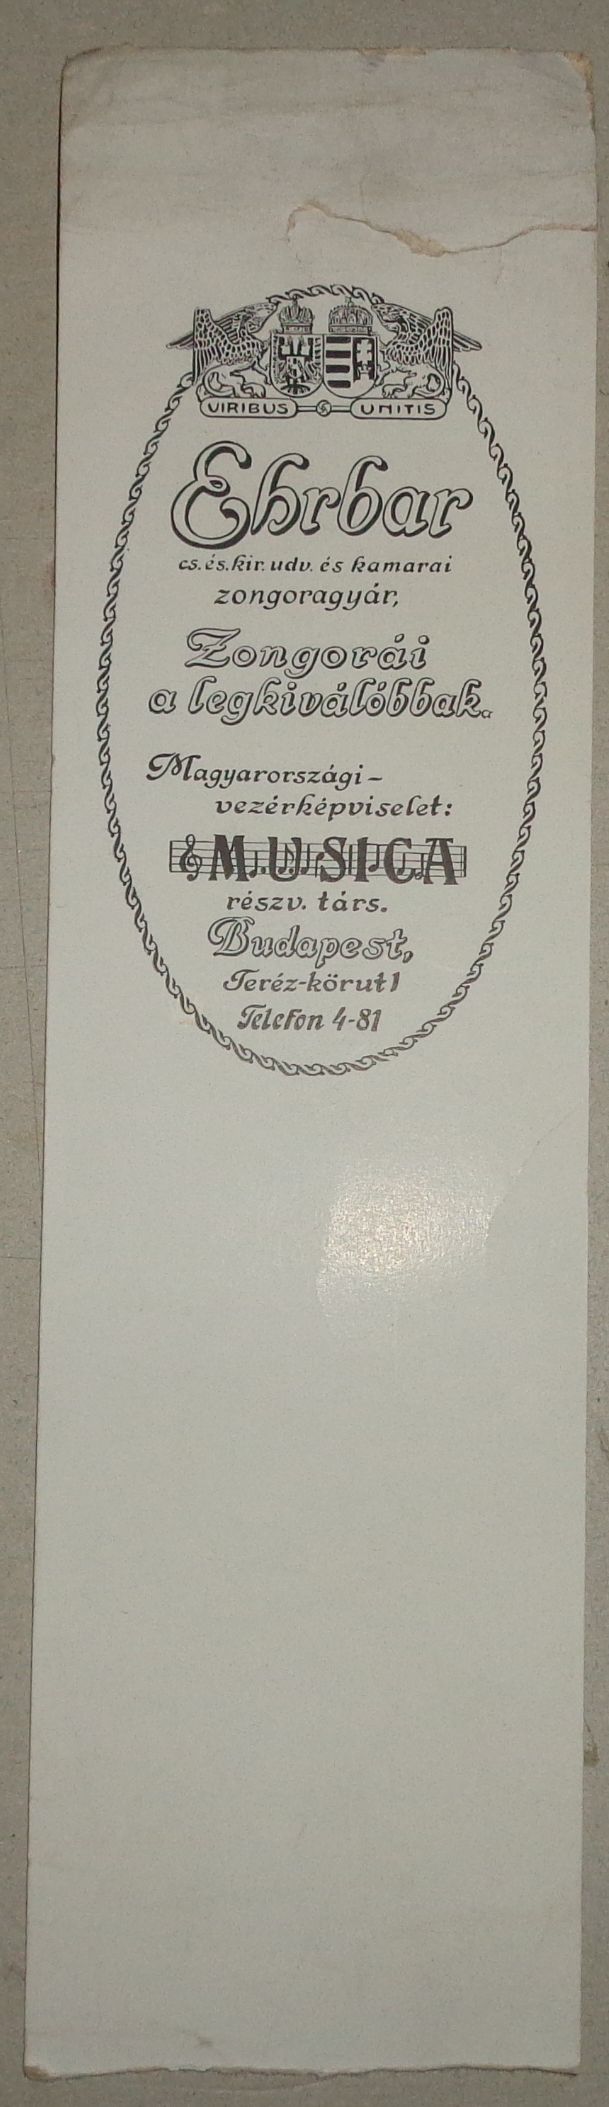 VIRIBUS UNITIS
Ehrbar
cs. és. kir. udv. és kamarai
zongoragyár,
Zongorái
a legkiválóbbak.
Magyarországi-
vezérképviselet:
MUSICA
részv. társ.
Budapest,
Teréz-körut 1
Telefon 4-81